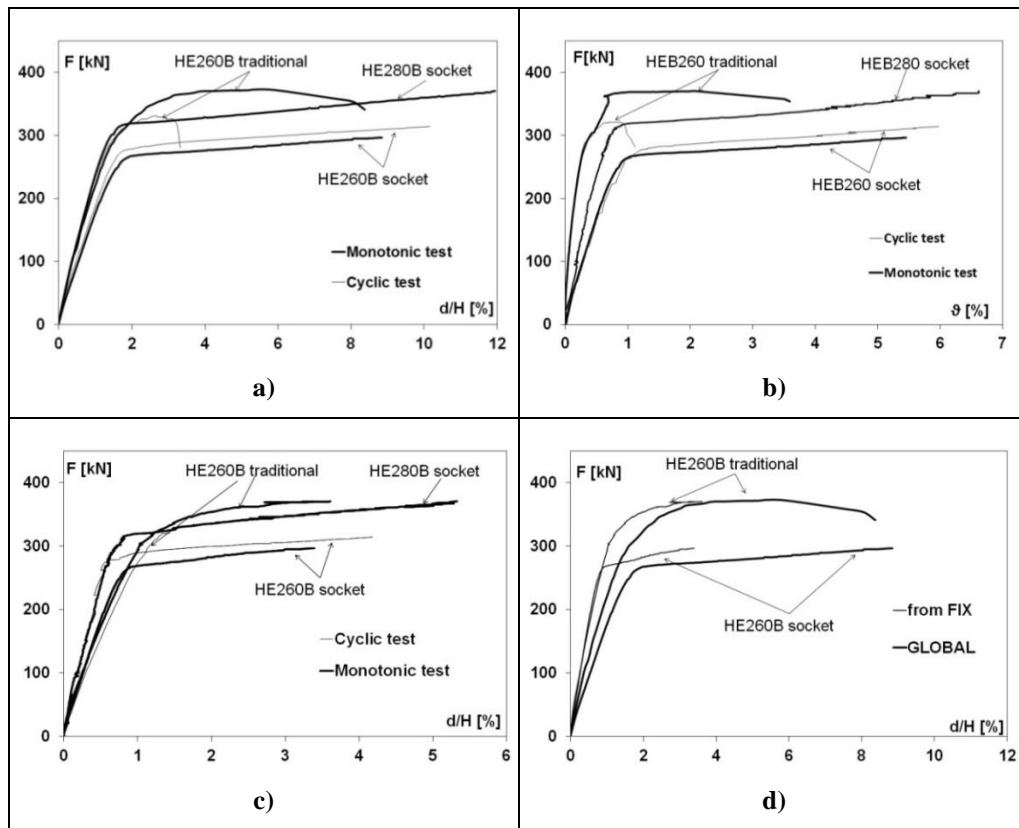 F [kN]
HE260B traditional
HE280B socket
400
300
200
100
0
HE260B socket
Monotonic test
Cyclic test
d/H [%]
0 2 4 6 8 10 12
a)
F[kN]
HEB260 traditional
HEB280 socket
400
300
200
100
0
HEB260 socket
Cyclic test
Monotonic test
ϑ [%]
0 1 2 3 4 5 6 7
b)
F [kN]
HE260B traditional
HE280B socket
400
300
200
100
0
HE260B socket
Cyclic test
Monotonic test
d/H [%]
0 1 2 3 4 5 6
c)
F [kN]
HE260B traditional
400
300
200
100
0
HE260B socket
from FIX
GLOBAL
d/H [%]
0 2 4 6 8 10 12
d)